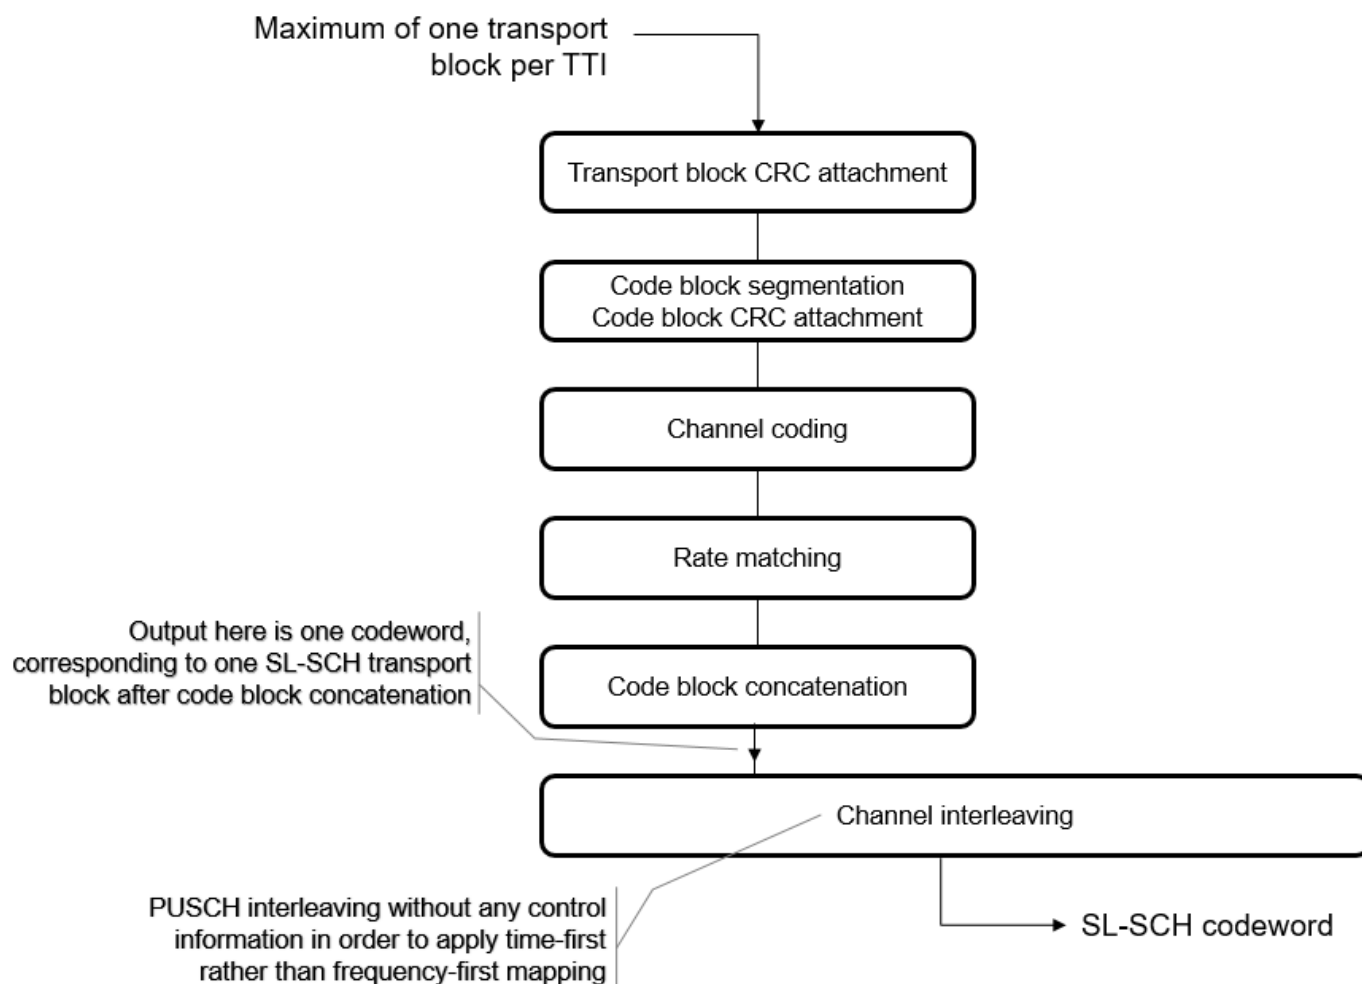 Maximum of one transport
block per TTI
Transport block CRC attachment
Code block segmentation
Code block CRC attachment
Channel coding
Rate matching
Output here is one codeword,
corresponding to one SL-SCH transport
block after code block concatenation
Code block concatenation
Channel interleaving
PUSCH interleaving without any control
information in order to apply time-first
rather than frequency-first mapping
SL-SCH codeword